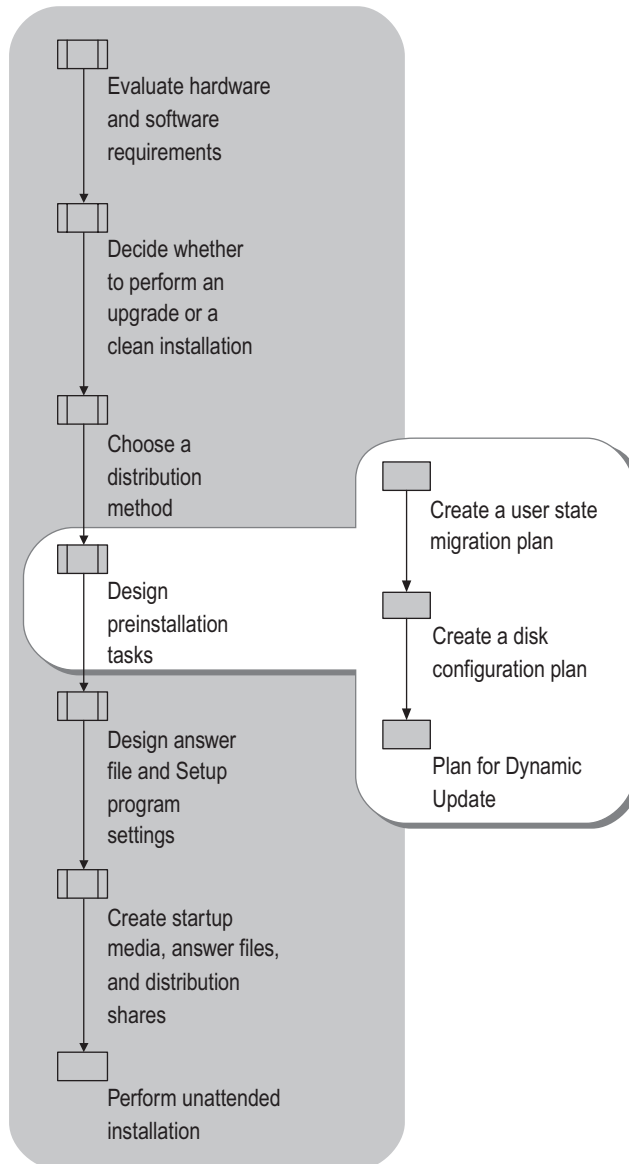 Evaluate hardware
and software
requirements
Decide whether
to perform an
upgrade or a
clean installation
Choose a
distribution
method
Design
preinstallation
tasks
Design answer
file and Setup
program
settings
Create startup
media, answer files,
and distribution
shares
Perform unattended
installation
Create a user state
migration plan
Create a disk
configuration plan
Plan for Dynamic
Update